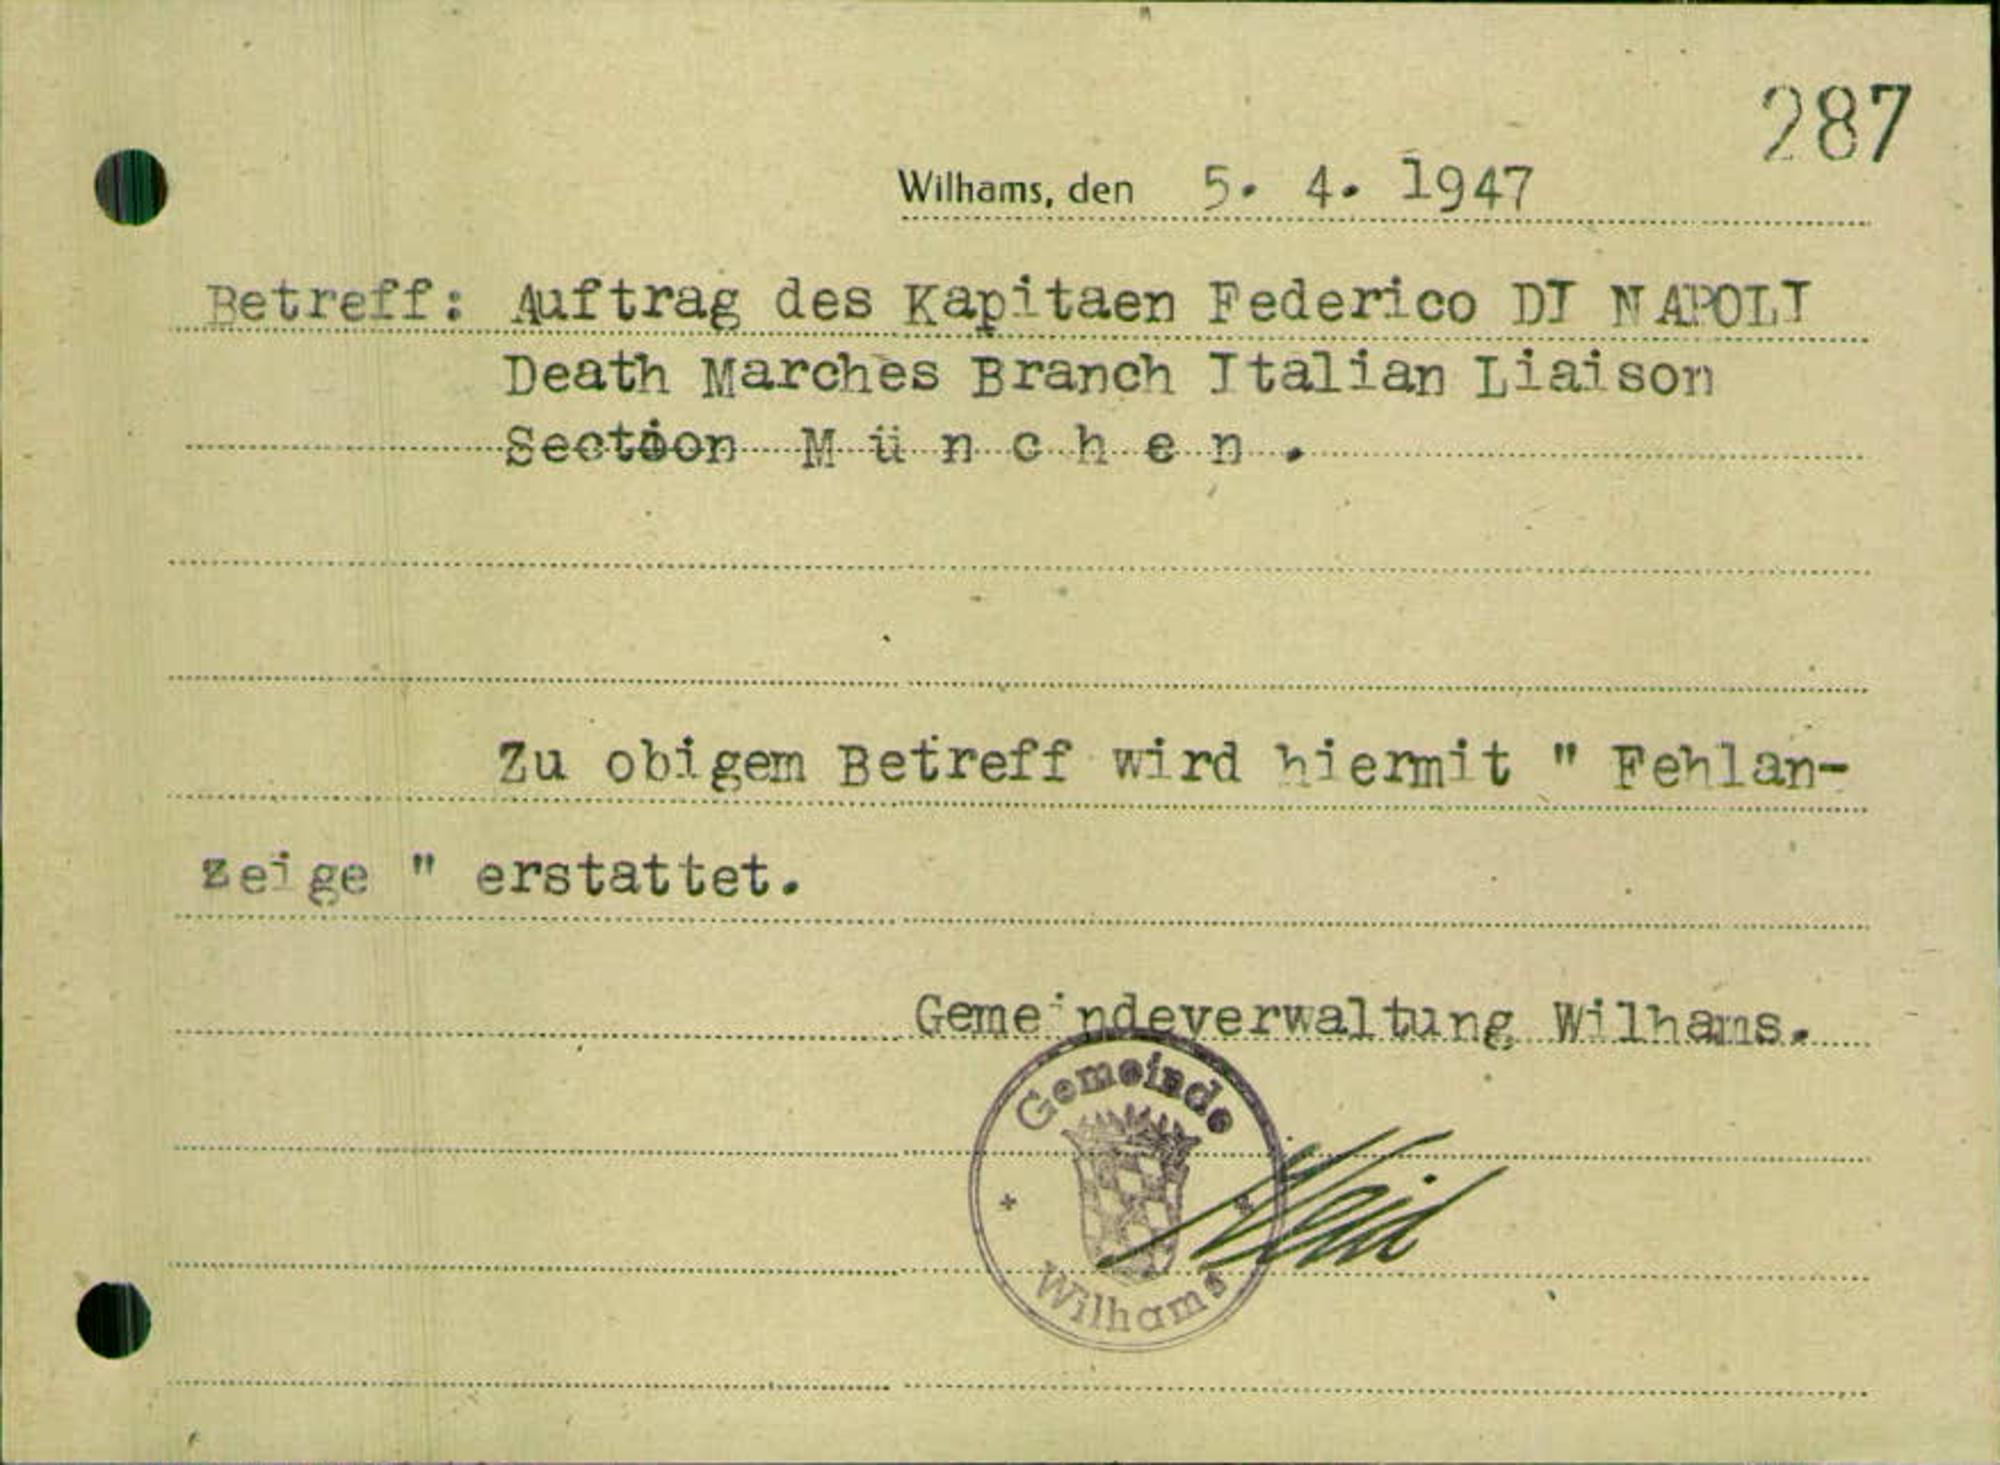 287
Wilhams, den 5. 4. 1947
Betreff: Auftrag des Kapitaen Federico DI NAPOLI
Death Marches Branch Italian Liaison
Section M ü n c h e n .
Zu obigem Betreff wird hiermit " Fehlan-
zeige " erstattet.
Gemeindeverwaltung Wilhams.
Gemeinde
Wilhams